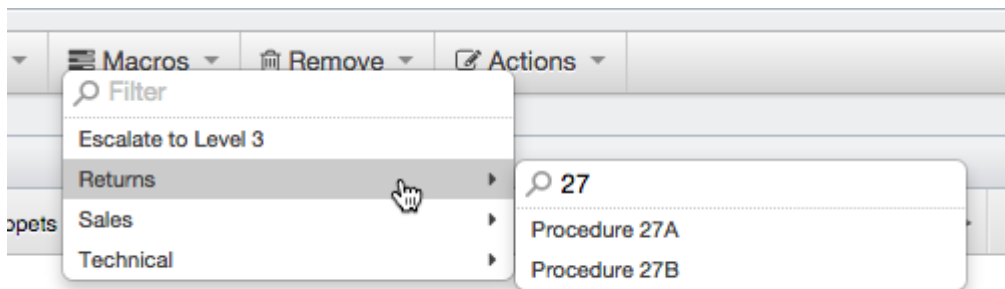 Macros Remove Actions
Filter
Escalate to Level 3
Returns
Sales
Technical
27
Procedure 27A
Procedure 27B